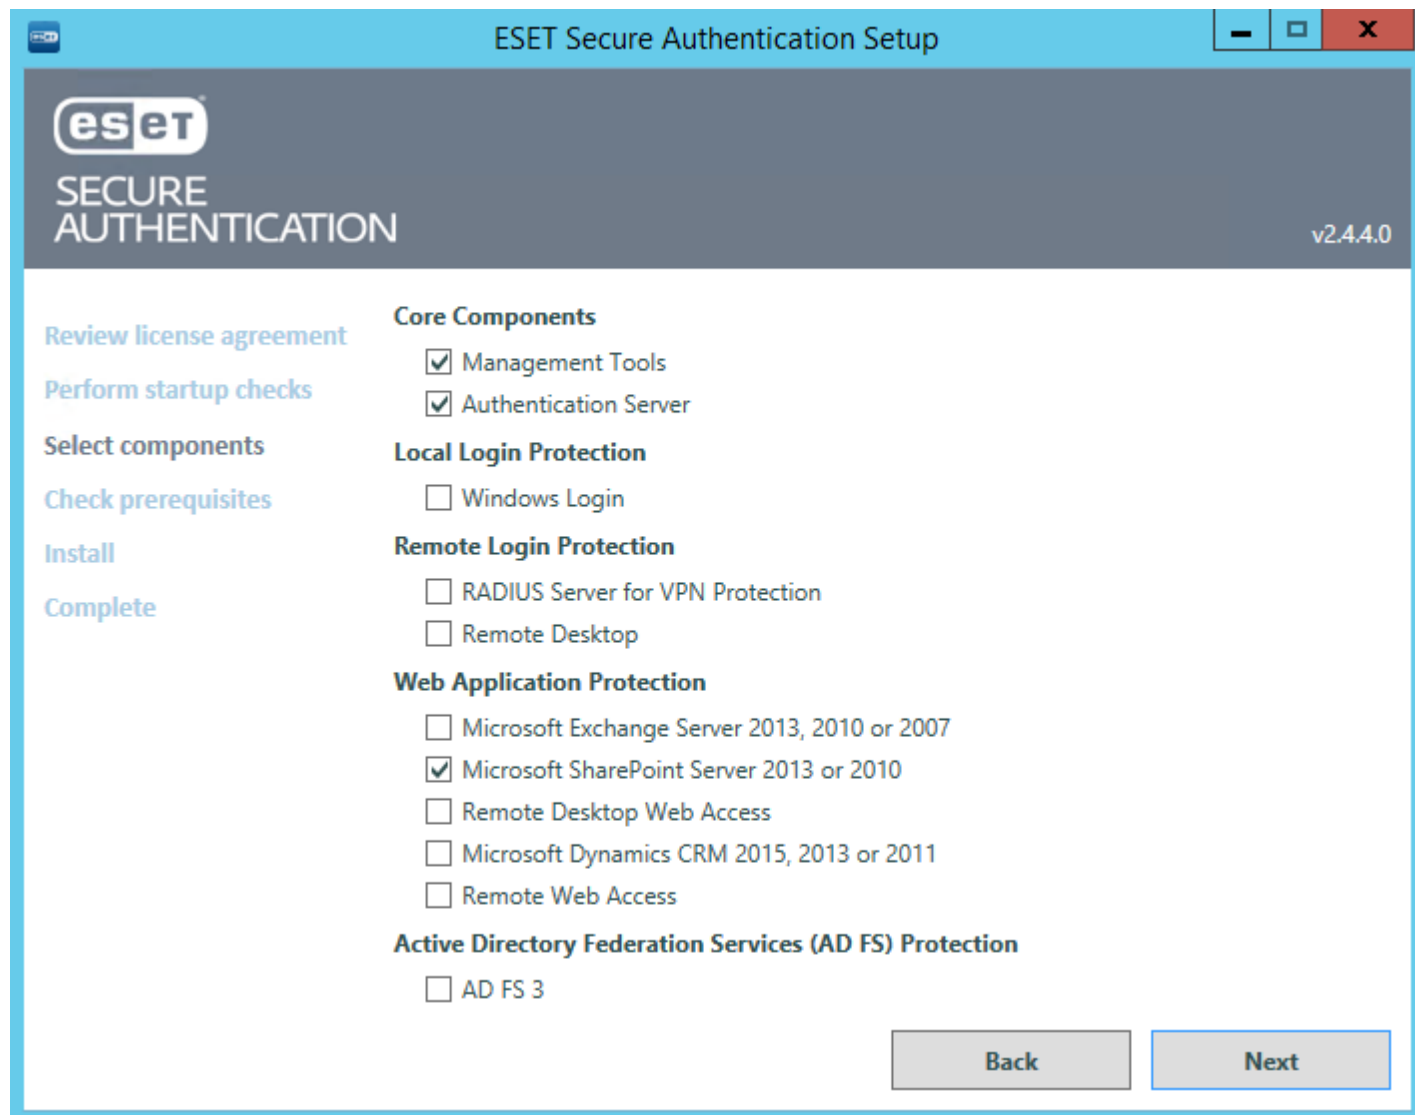 ESET Secure Authentication Setup
eset
SECURE
AUTHENTICATION
v2.4.4.0
Review license agreement
Perform startup checks
Select components
Check prerequisites
Install
Complete
Core Components
Management Tools
Authentication Server
Local Login Protection
Windows Login
Remote Login Protection
RADIUS Server for VPN Protection
Remote Desktop
Web Application Protection
Microsoft Exchange Server 2013, 2010 or 2007
Microsoft SharePoint Server 2013 or 2010
Remote Desktop Web Access
Microsoft Dynamics CRM 2015, 2013 or 2011
Remote Web Access
Active Directory Federation Services (AD FS) Protection
AD FS 3
Back
Next